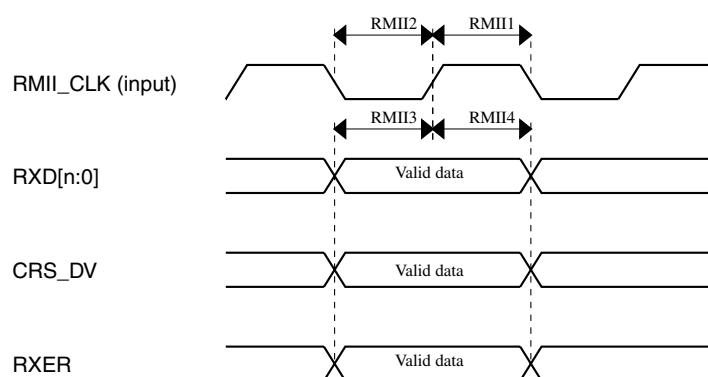 RMII2 RMII1
RMII_CLK (input)
RMII3 RMII4
RXD[n:0] Valid data
CRS_DV Valid data
RXER Valid data